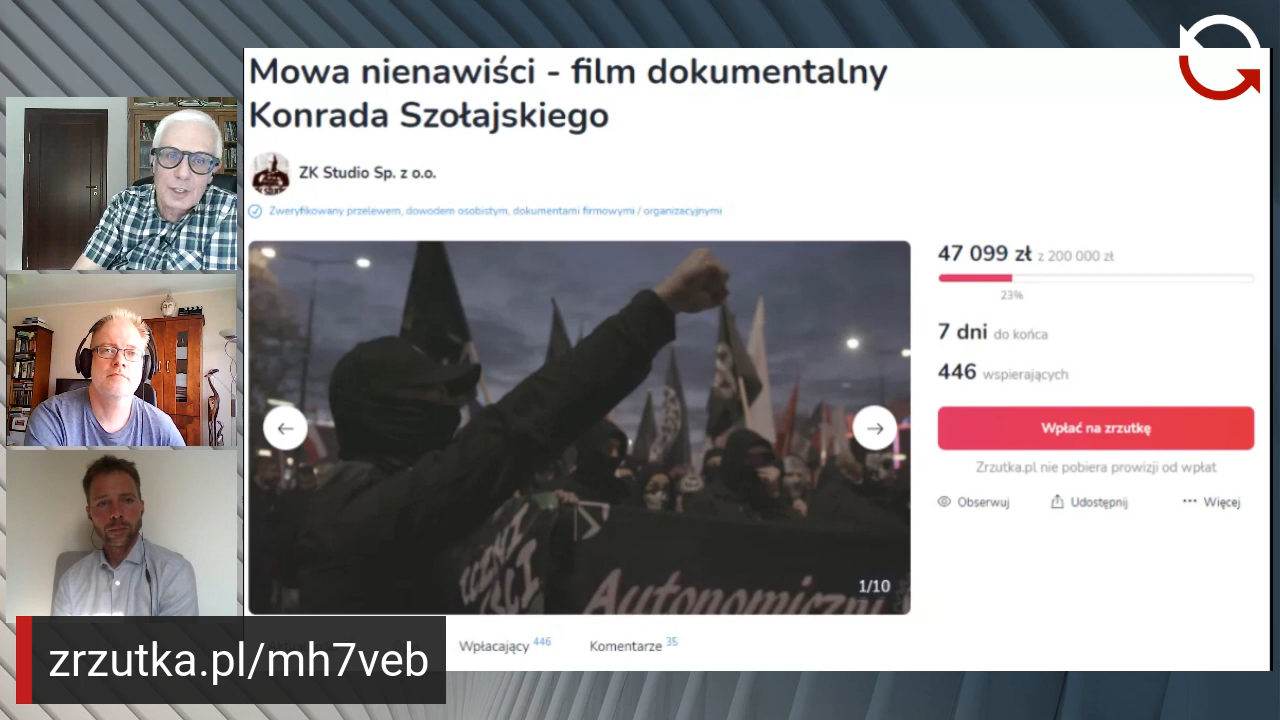 Mowa nienawiści - film dokumentalny
Konrada Szołajskiego
ZK Studio Sp. z o.o.
Zweryfikowany przelewem, dowodem osobistym, dokumentami firmowymi / organizacyjnymi
47 099 zł z 200 000 zł
23%
7 dni do końca
446 wspierających
Wpłać na zrzutkę
Zrzutka.pl nie pobiera prowizji od wpłat
Obserwuj
Udostępnij
Więcej
Autonomiczni
1/10
Wpłacający 446
Komentarze 35
zrzutka.pl/mh7veb